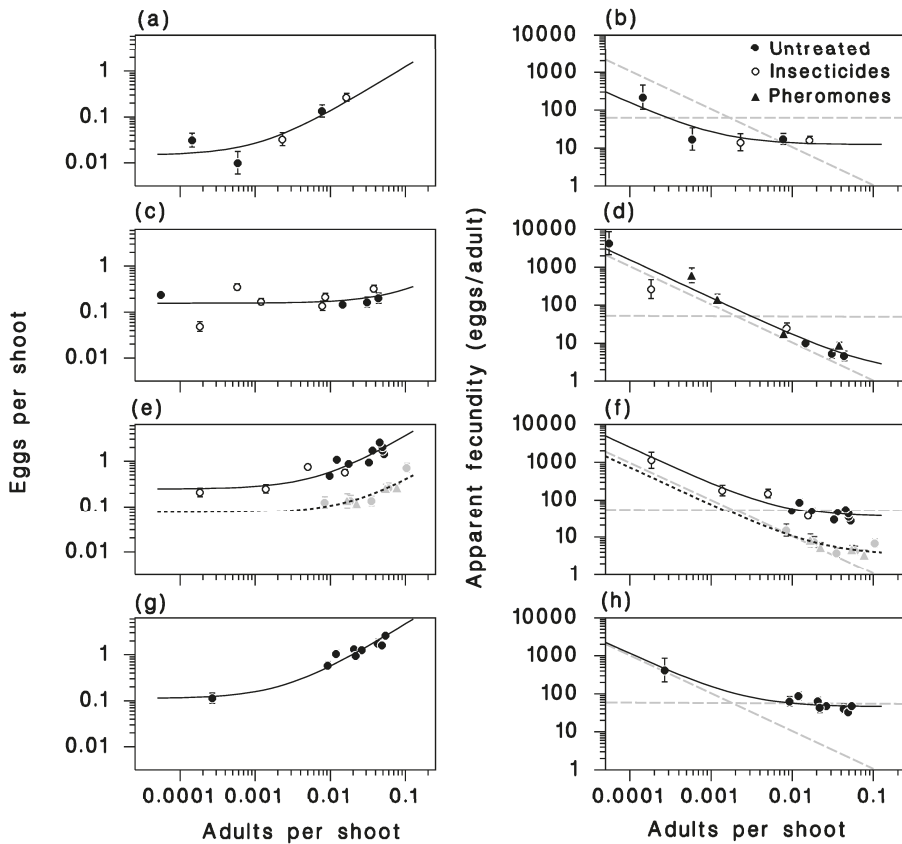 (a)
1
0.1
0.01
(b)
10000
1000
100
10
1
Untreated
Insecticides
Pheromones
(c)
1
0.1
0.01
(d)
10000
1000
100
10
1
(e)
1
0.1
0.01
(f)
10000
1000
100
10
1
(g)
1
0.1
0.01
(h)
10000
1000
100
10
1
0.0001 0.001 0.01 0.1
0.0001 0.001 0.01 0.1
Adults per shoot
Adults per shoot
Eggs per shoot
Apparent fecundity (eggs/adult)